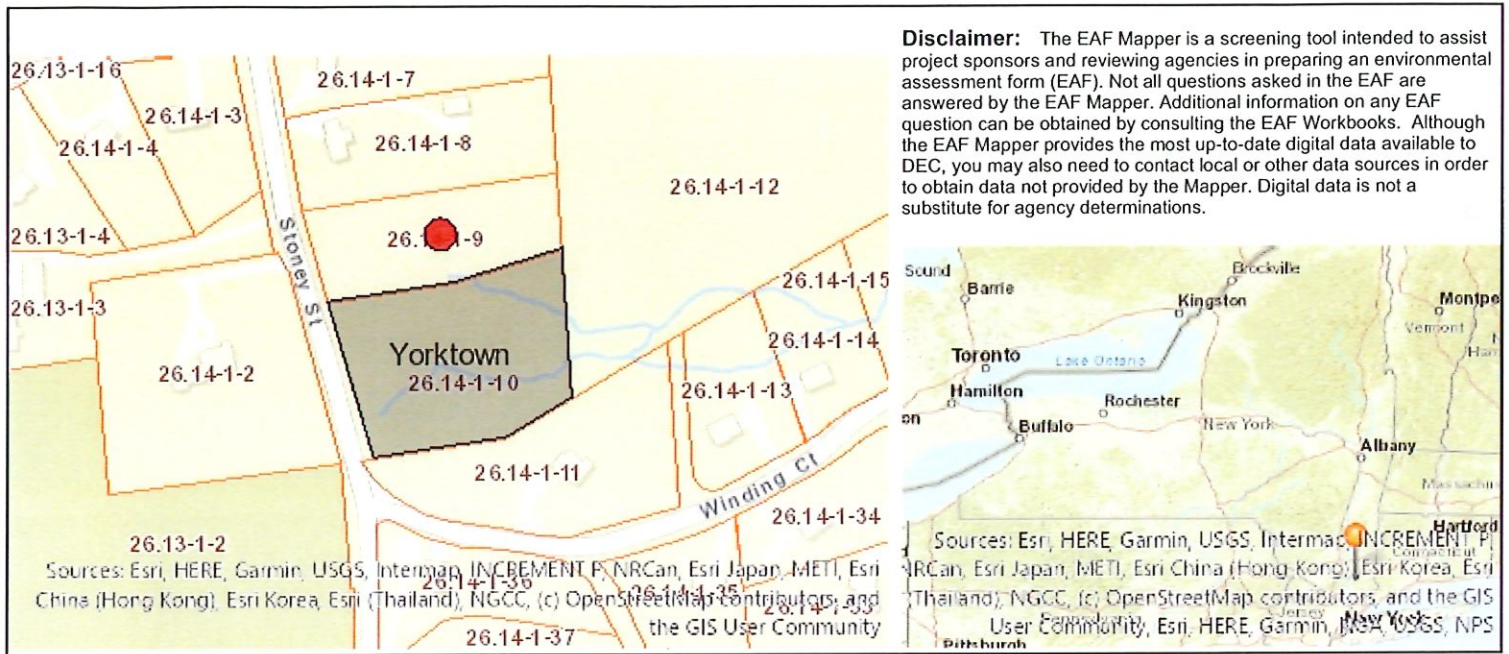 Disclaimer: The EAF Mapper is a screening tool intended to assist
project sponsors and reviewing agencies in preparing an environmental
assessment form (EAF). Not all questions asked in the EAF are
answered by the EAF Mapper. Additional information on any EAF
question can be obtained by consulting the EAF Workbooks. Although
the EAF Mapper provides the most up-to-date digital data available to
DEC, you may also need to contact local or other data sources in order
to obtain data not provided by the Mapper. Digital data is not a
substitute for agency determinations.
26.13-1-16
26.14-1-7
26.14-1-3
26.14-1-4
26.14-1-8
26.14-1-12
26.13-1-4
Stoney St
-9
26.14-1-15
26.13-1-3
26.14-1-14
Yorktown
26.14-1-2
26.14-1-10
26.14-1-13
26.14-1-11
Winding Ct
26.14-1-34
26.13-1-2
Sources: Esri, HERE, Garmin, USGS, Intermap, INCREMENT P, NRCan, Esri Japan, METI, Esri
26.14-1-36
China (Hong Kong), Esri Korea, Esri (Thailand), NGCC, (c) OpenStreetMap contributors, and
the GIS User Community
26.14-1-37
Sound
Barrie
Brockville
Kingston
Montpe
Vermont
Toronto
Lake Ontario
Hamilton
Rochester
on
Buffalo
New York
Albany
Massachu
Hartford
Connecticut
Sources: Esri, HERE, Garmin, USGS, Intermap, INCREMENT P,
NRCan, Esri Japan, METI, Esri China (Hong Kong), Esri Korea, Esri
(Thailand), NGCC, (c) OpenStreetMap contributors, and the GIS
User Community, Esri, HERE, Garmin, NGA, USGS, NPS
Jersey
New York
Pittsburgh